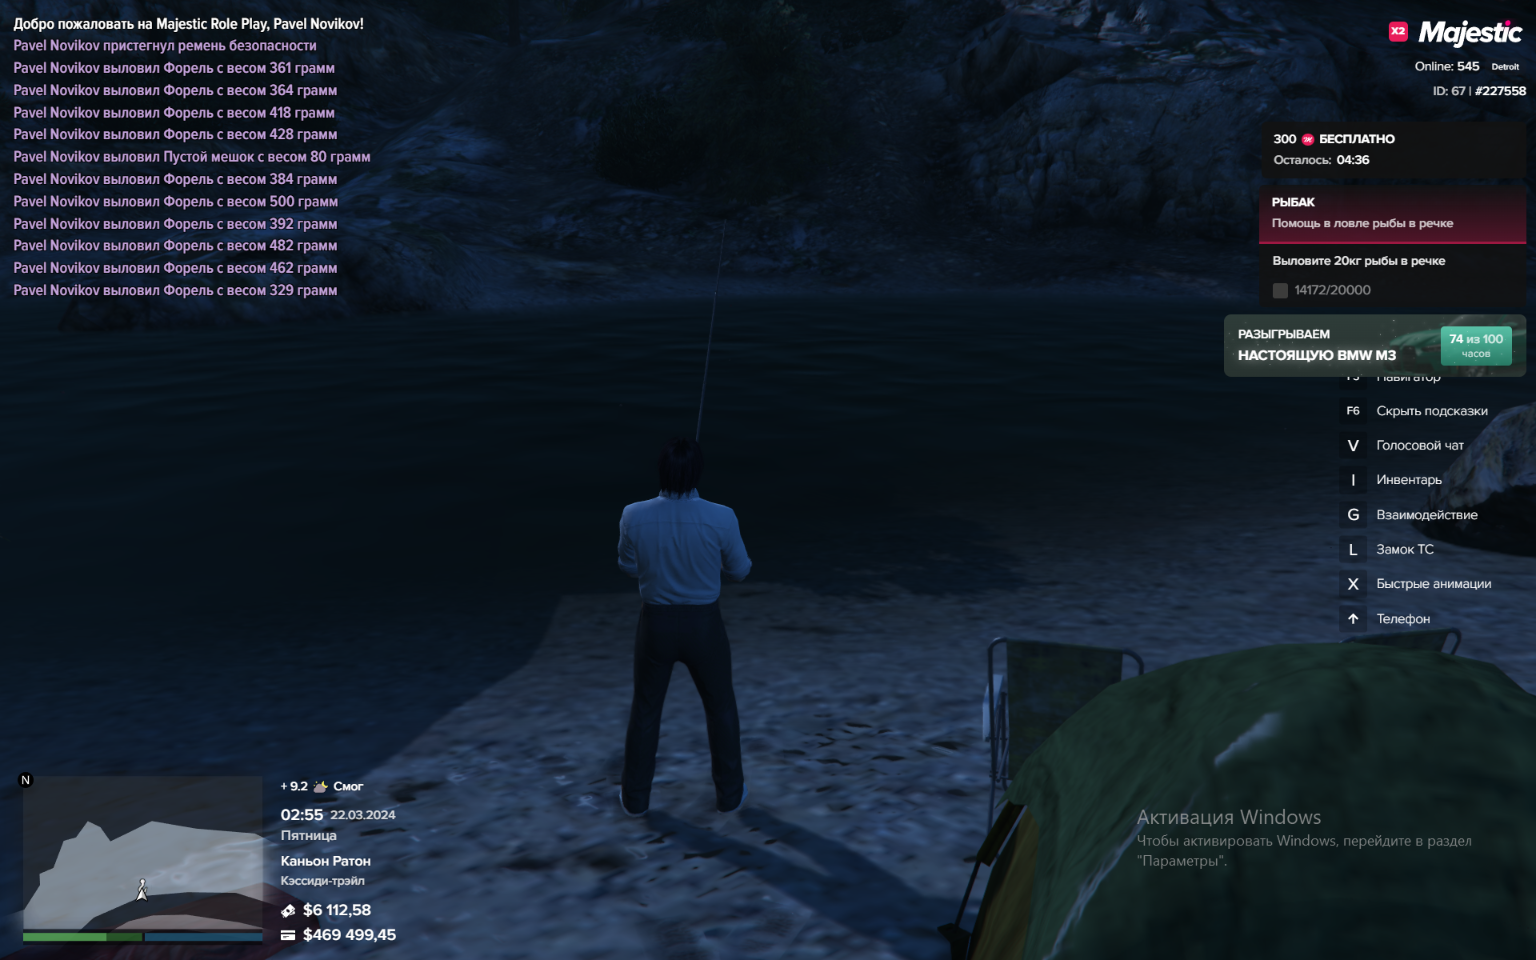 Добро пожаловать на Majestic Role Play, Pavel Novikov!
Pavel Novikov пристегнул ремень безопасности
Pavel Novikov выловил Форель с весом 361 грамм
Pavel Novikov выловил Форель с весом 364 грамм
Pavel Novikov выловил Форель с весом 418 грамм
Pavel Novikov выловил Форель с весом 428 грамм
Pavel Novikov выловил Пустой мешок с весом 80 грамм
Pavel Novikov выловил Форель с весом 384 грамм
Pavel Novikov выловил Форель с весом 500 грамм
Pavel Novikov выловил Форель с весом 392 грамм
Pavel Novikov выловил Форель с весом 482 грамм
Pavel Novikov выловил Форель с весом 462 грамм
Pavel Novikov выловил Форель с весом 329 грамм
X2 Majestic
Online: 545 Detroit
ID: 67 | #227558
300 БЕСПЛАТНО
Осталось: 04:36
РЫБАК
Помощь в ловле рыбы в речке
Выловите 20кг рыбы в речке
14172/20000
РАЗЫГРЫВАЕМ
НАСТОЯЩУЮ BMW M3
74 из 100
часов
Навигатор
F6 Скрыть подсказки
V Голосовой чат
I Инвентарь
G Взаимодействие
L Замок ТС
X Быстрые анимации
Телефон
N
+ 9.2 Смог
02:55 22.03.2024
Пятница
Каньон Ратон
Кэссиди-трэйл
$6 112,58
$469 499,45
Активация Windows
Чтобы активировать Windows, перейдите в раздел
"Параметры".